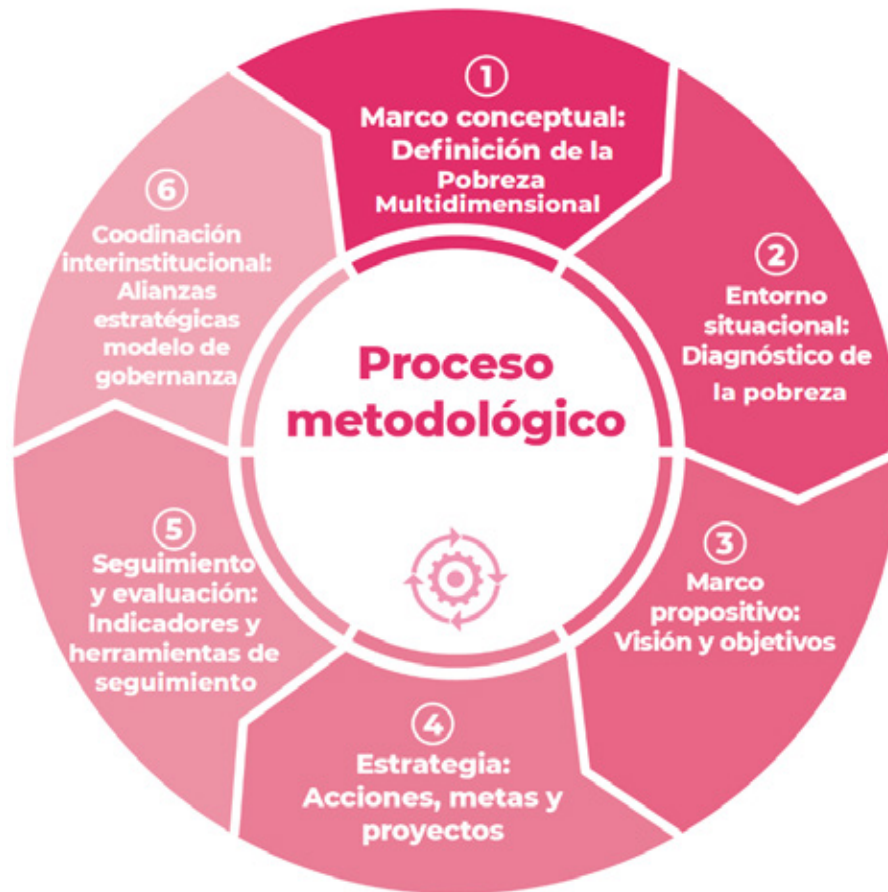 ①
Marco conceptual:
Definición de la
Pobreza
Multidimensional
②
Entorno
situacional:
Diagnóstico de
la pobreza
③
Marco
propositivo:
Visión y objetivos
④
Estrategia:
Acciones, metas y
proyectos
⑤
Seguimiento
y evaluación:
Indicadores y
herramientas de
seguimiento
⑥
Coodinación
interinstitucional:
Alianzas
estratégicas
modelo de
gobernanza
Proceso
metodológico